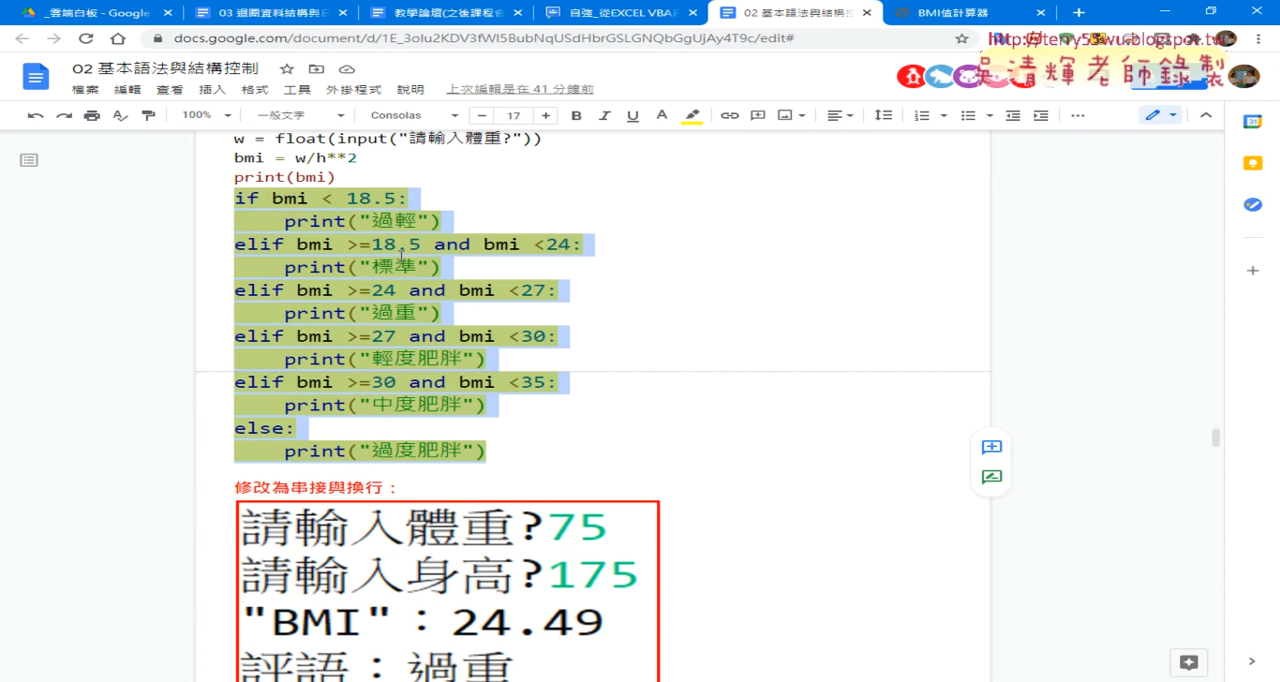 _雲端白板 - Google
03 迴圈資料結構與
教學論壇(之後課程
自強_從EXCEL VBA
02 基本語法與結構控
BMI值計算器
docs.google.com/document/d/1E_3olu2KDV3fWI5BubNqUSdHbrGSLGNQbGgUjAy4T9c/edit#
http://terry55wu.blogspot.tw
吳清輝老師錄製
02 基本語法與結構控制
檔案 編輯 查看 插入 格式 工具 外掛程式 說明 上次編輯是在 41 分鐘前
100% 一般文字 Consolas 17 B I U A
w = float(input("請輸入體重?"))
bmi = w/h**2
print(bmi)
if bmi < 18.5:
print("過輕")
elif bmi >=18.5 and bmi <24:
print("標準")
elif bmi >=24 and bmi <27:
print("過重")
elif bmi >=27 and bmi <30:
print("輕度肥胖")
elif bmi >=30 and bmi <35:
print("中度肥胖")
else:
print("過度肥胖")
修改為串接與換行：
請輸入體重?75
請輸入身高?175
"BMI"：24.49
評語：過重